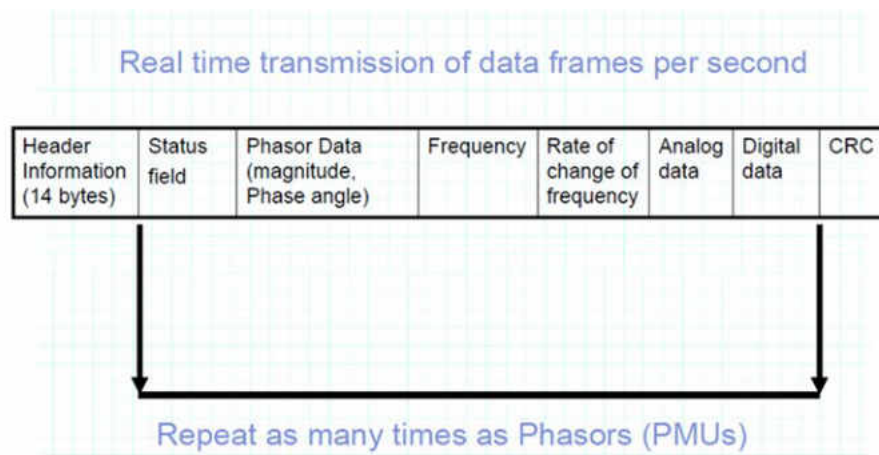 Real time transmission of data frames per second
Header
Information
(14 bytes)
Status
field
Phasor Data
(magnitude,
Phase angle)
Frequency
Rate of
change of
frequency
Analog
data
Digital
data
CRC
Repeat as many times as Phasors (PMUs)